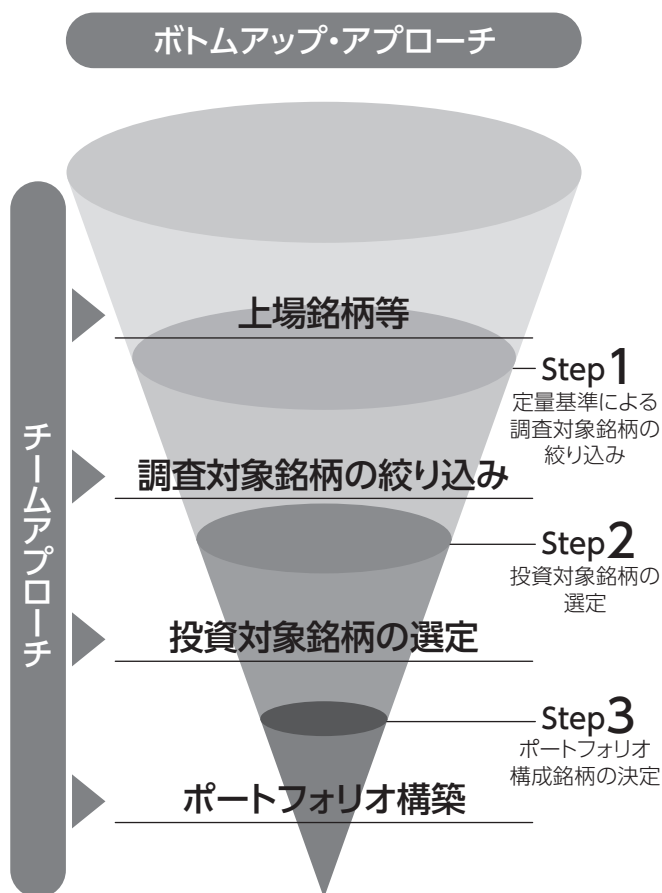 ボトムアップ・アプローチ
チームアプローチ
上場銘柄等
Step1
定量基準による
調査対象銘柄の
絞り込み
調査対象銘柄の絞り込み
Step2
投資対象銘柄の
選定
投資対象銘柄の選定
Step3
ポートフォリオ
構成銘柄の決定
ポートフォリオ構築